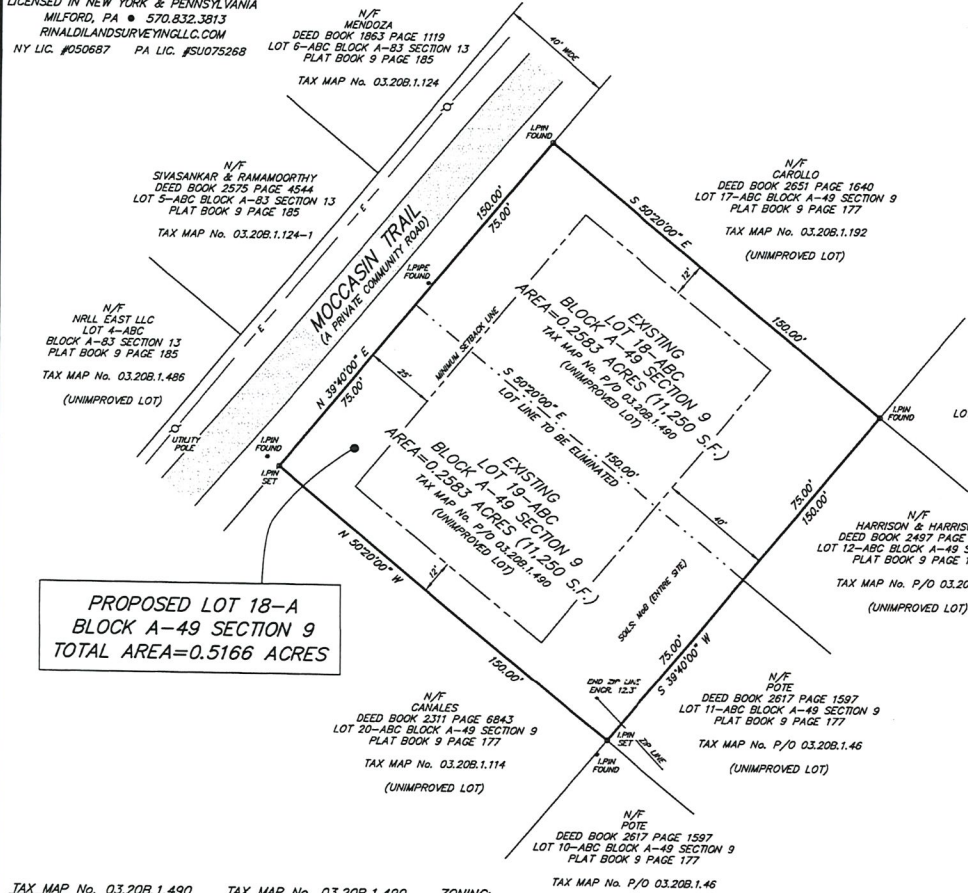 LICENSED IN NEW YORK & PENNSYLVANIA
MILFORD, PA ● 570.832.3813
RINALDILANDSURVEYINGLLC.COM
NY LIC. #050687 PA LIC. #SU075268
N/F
MENDOZA
DEED BOOK 1863 PAGE 1119
LOT 6-ABC BLOCK A-83 SECTION 13
PLAT BOOK 9 PAGE 185
TAX MAP No. 03.20B.1.124
40' WIDE
N/F
SIVASANKAR & RAMAMOORTHY
DEED BOOK 2575 PAGE 4544
LOT 5-ABC BLOCK A-83 SECTION 13
PLAT BOOK 9 PAGE 185
TAX MAP No. 03.20B.1.124-1
N/F
NRLL EAST LLC
LOT 4-ABC
BLOCK A-83 SECTION 13
PLAT BOOK 9 PAGE 185
TAX MAP No. 03.20B.1.486
(UNIMPROVED LOT)
E
E
E
UTILITY
POLE
MOCCASIN TRAIL
(A PRIVATE COMMUNITY ROAD)
I.PIN
FOUND
150.00'
75.00'
I.PIPE
FOUND
N 39°40'00" E
75.00'
I.PIN
FOUND
I.PIN
SET
N/F
CAROLLO
DEED BOOK 2651 PAGE 1640
LOT 17-ABC BLOCK A-49 SECTION 9
PLAT BOOK 9 PAGE 177
TAX MAP No. 03.20B.1.192
(UNIMPROVED LOT)
S 50°20'00" E
12'
150.00'
MINIMUM SETBACK LINE
25'
EXISTING
LOT 18-ABC
BLOCK A-49 SECTION 9
AREA=0.2583 ACRES (11,250 S.F.)
TAX MAP No. P/O 03.20B.1.490
(UNIMPROVED LOT)
S 50°20'00" E
150.00'
LOT LINE TO BE ELIMINATED
EXISTING
LOT 19-ABC
BLOCK A-49 SECTION 9
AREA=0.2583 ACRES (11,250 S.F.)
TAX MAP No. P/O 03.20B.1.490
(UNIMPROVED LOT)
40'
SOILS: MoB (ENTIRE SITE)
I.PIN
FOUND
LO
75.00'
150.00'
N/F
HARRISON & HARRIS
DEED BOOK 2497 PAGE
LOT 12-ABC BLOCK A-49 S
PLAT BOOK 9 PAGE 1
TAX MAP No. P/O 03.20
(UNIMPROVED LOT)
PROPOSED LOT 18-A
BLOCK A-49 SECTION 9
TOTAL AREA=0.5166 ACRES
N 50°20'00" W
12'
150.00'
75.00'
S 39°40'00" W
END ZIP LINE
ENCR. 12.3'
I.PIN
SET
ZIP LINE
I.PIN
FOUND
N/F
CANALES
DEED BOOK 2311 PAGE 6843
LOT 20-ABC BLOCK A-49 SECTION 9
PLAT BOOK 9 PAGE 177
TAX MAP No. 03.20B.1.114
(UNIMPROVED LOT)
N/F
POTE
DEED BOOK 2617 PAGE 1597
LOT 11-ABC BLOCK A-49 SECTION 9
PLAT BOOK 9 PAGE 177
TAX MAP No. P/O 03.20B.1.46
(UNIMPROVED LOT)
N/F
POTE
DEED BOOK 2617 PAGE 1597
LOT 10-ABC BLOCK A-49 SECTION 9
PLAT BOOK 9 PAGE 177
TAX MAP No. P/O 03.20B.1.46
TAX MAP No. 03.20B.1.490 TAX MAP No. 03.20B.1.490 ZONING: